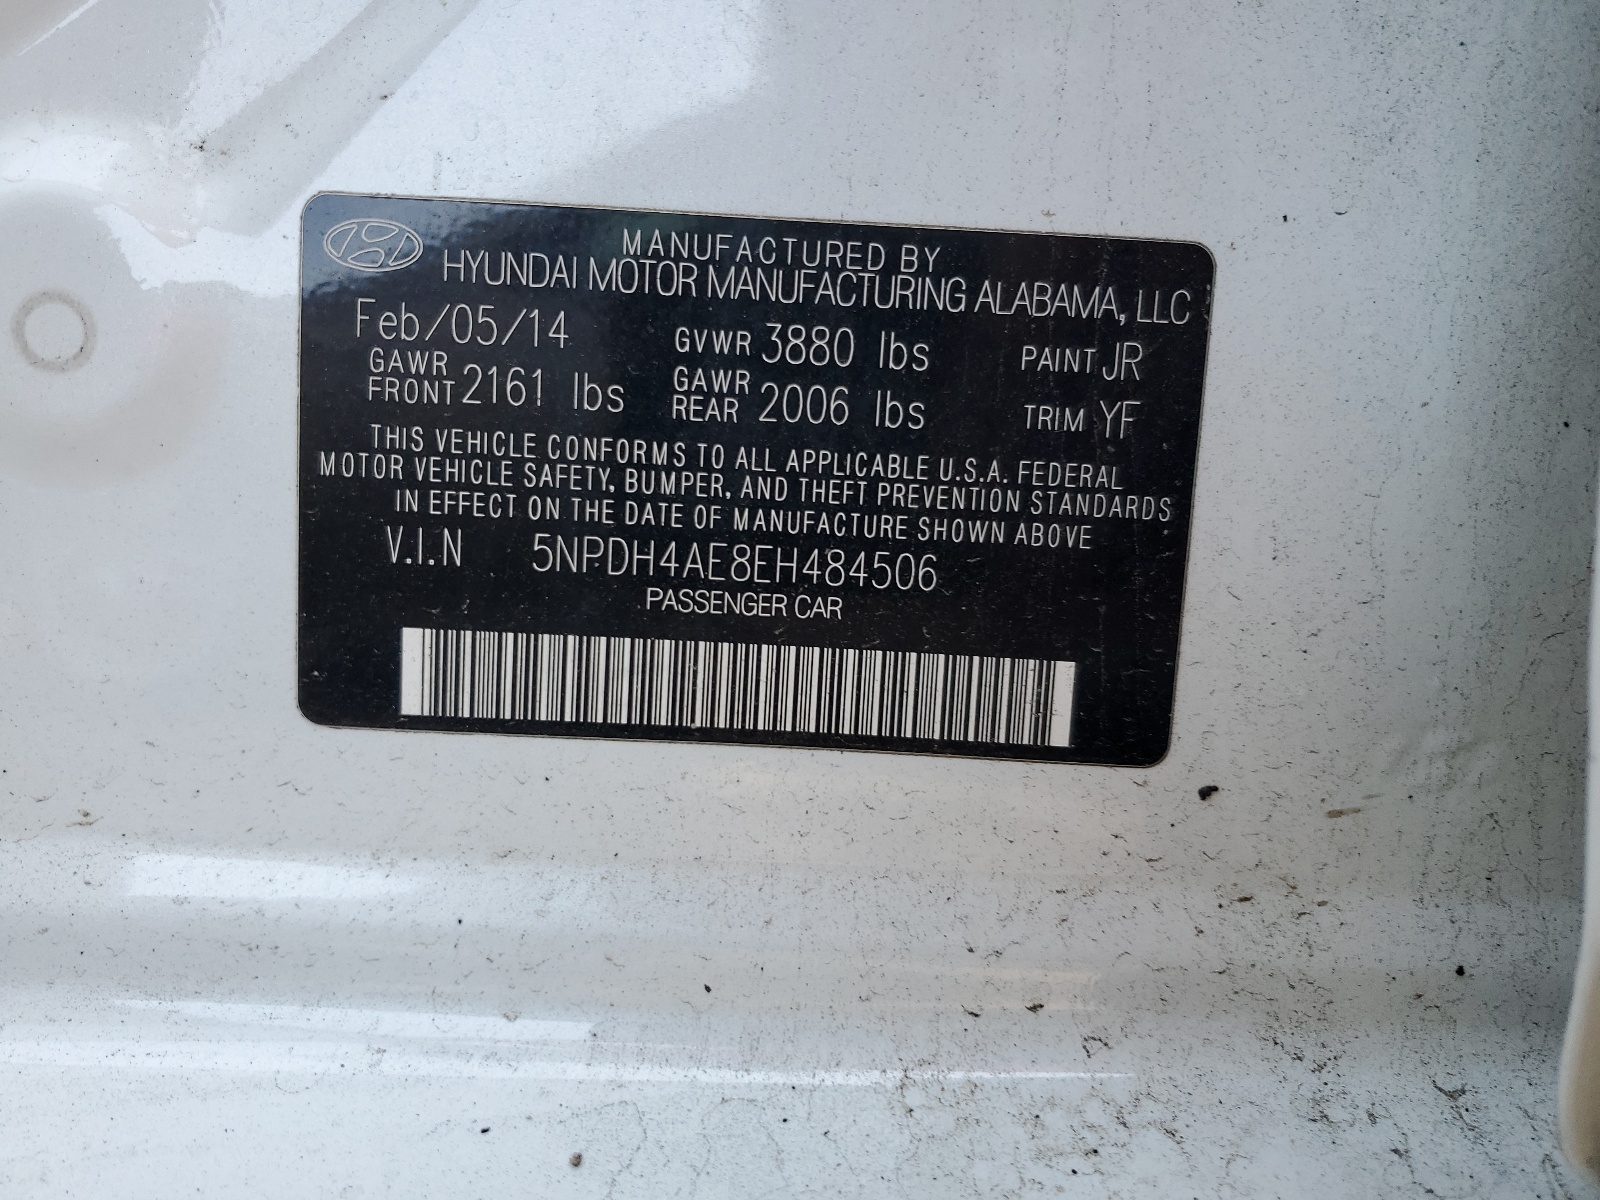 MANUFACTURED BY
HYUNDAI MOTOR MANUFACTURING ALABAMA, LLC
Feb/05/14 GVWR 3880 lbs PAINT JR
GAWR FRONT 2161 lbs GAWR REAR 2006 lbs TRIM YF
THIS VEHICLE CONFORMS TO ALL APPLICABLE U.S.A. FEDERAL
MOTOR VEHICLE SAFETY, BUMPER, AND THEFT PREVENTION STANDARDS
IN EFFECT ON THE DATE OF MANUFACTURE SHOWN ABOVE
V.I.N 5NPDH4AE8EH484506
PASSENGER CAR